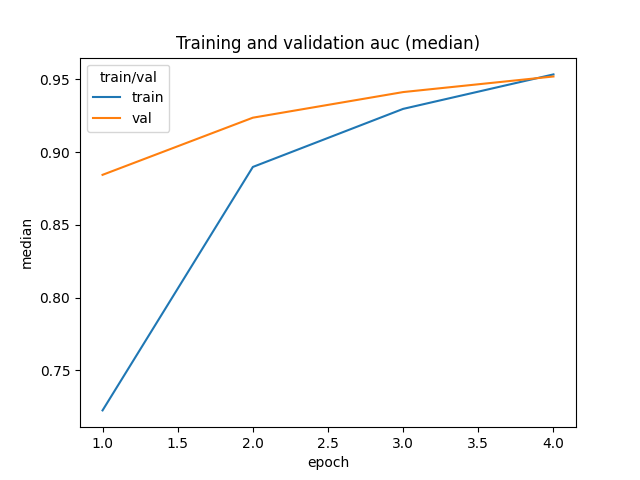 Training and validation auc (median)
train/val
train
val
0.95
0.90
0.85
0.80
0.75
median
1.0 1.5 2.0 2.5 3.0 3.5 4.0
epoch